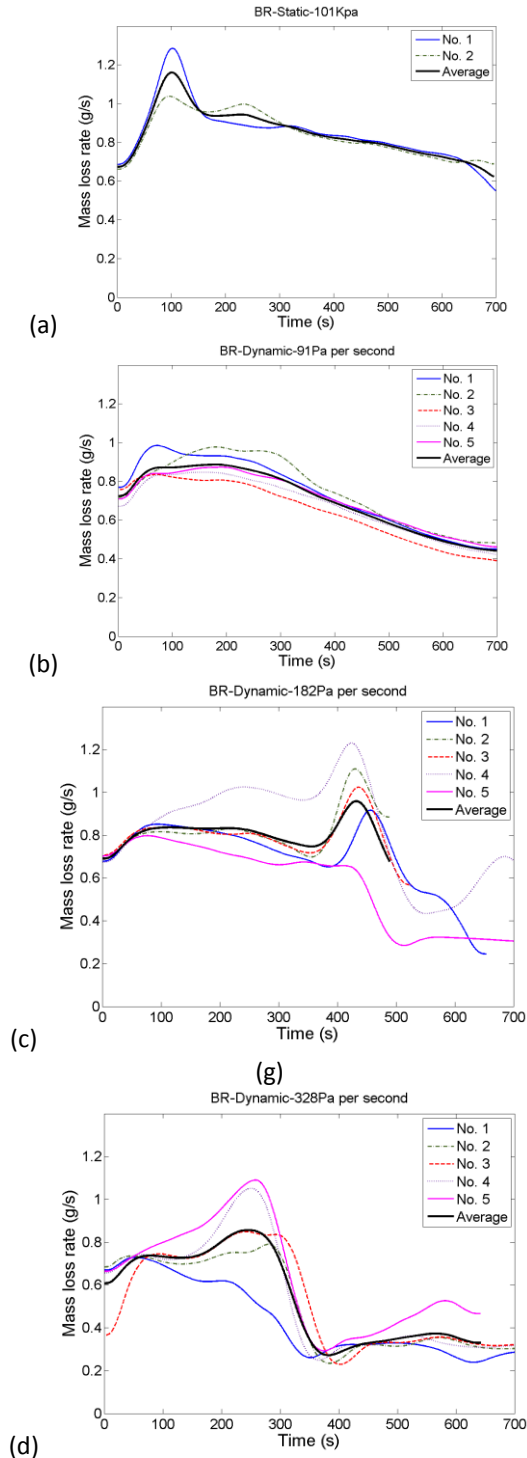 BR-Static-101Kpa
No. 1
No. 2
Average
Mass loss rate (g/s)
1.2
1
0.8
0.6
0.4
0.2
0
0 100 200 300 400 500 600 700
Time (s)
(a)
BR-Dynamic-91Pa per second
No. 1
No. 2
No. 3
No. 4
No. 5
Average
Mass loss rate (g/s)
1.2
1
0.8
0.6
0.4
0.2
0
0 100 200 300 400 500 600 700
Time (s)
(b)
BR-Dynamic-182Pa per second
No. 1
No. 2
No. 3
No. 4
No. 5
Average
Mass loss rate (g/s)
1.2
1
0.8
0.6
0.4
0.2
0
0 100 200 300 400 500 600 700
Time (s)
(c)
(g)
BR-Dynamic-328Pa per second
No. 1
No. 2
No. 3
No. 4
No. 5
Average
Mass loss rate (g/s)
1.2
1
0.8
0.6
0.4
0.2
0
0 100 200 300 400 500 600 700
Time (s)
(d)